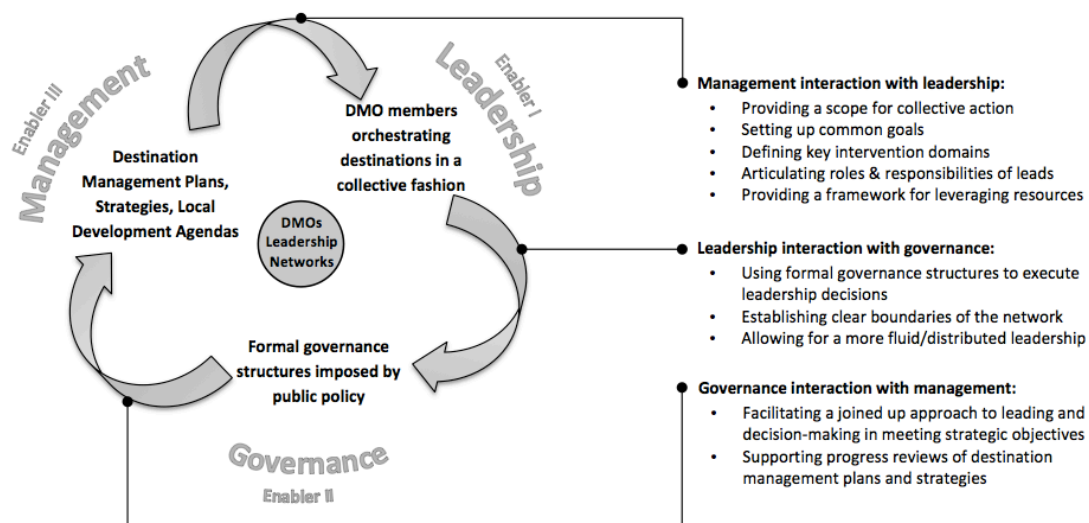 Enabler III
Management
Leadership
Enabler I
DMO members
orchestrating
destinations in a
collective fashion
Destination
Management Plans,
Strategies, Local
Development Agendas
DMOs
Leadership
Networks
Formal governance
structures imposed by
public policy
Governance
Enabler II
Management interaction with leadership:
• Providing a scope for collective action
• Setting up common goals
• Defining key intervention domains
• Articulating roles & responsibilities of leads
• Providing a framework for leveraging resources
Leadership interaction with governance:
• Using formal governance structures to execute
leadership decisions
• Establishing clear boundaries of the network
• Allowing for a more fluid/distributed leadership
Governance interaction with management:
• Facilitating a joined up approach to leading and
decision-making in meeting strategic objectives
• Supporting progress reviews of destination
management plans and strategies